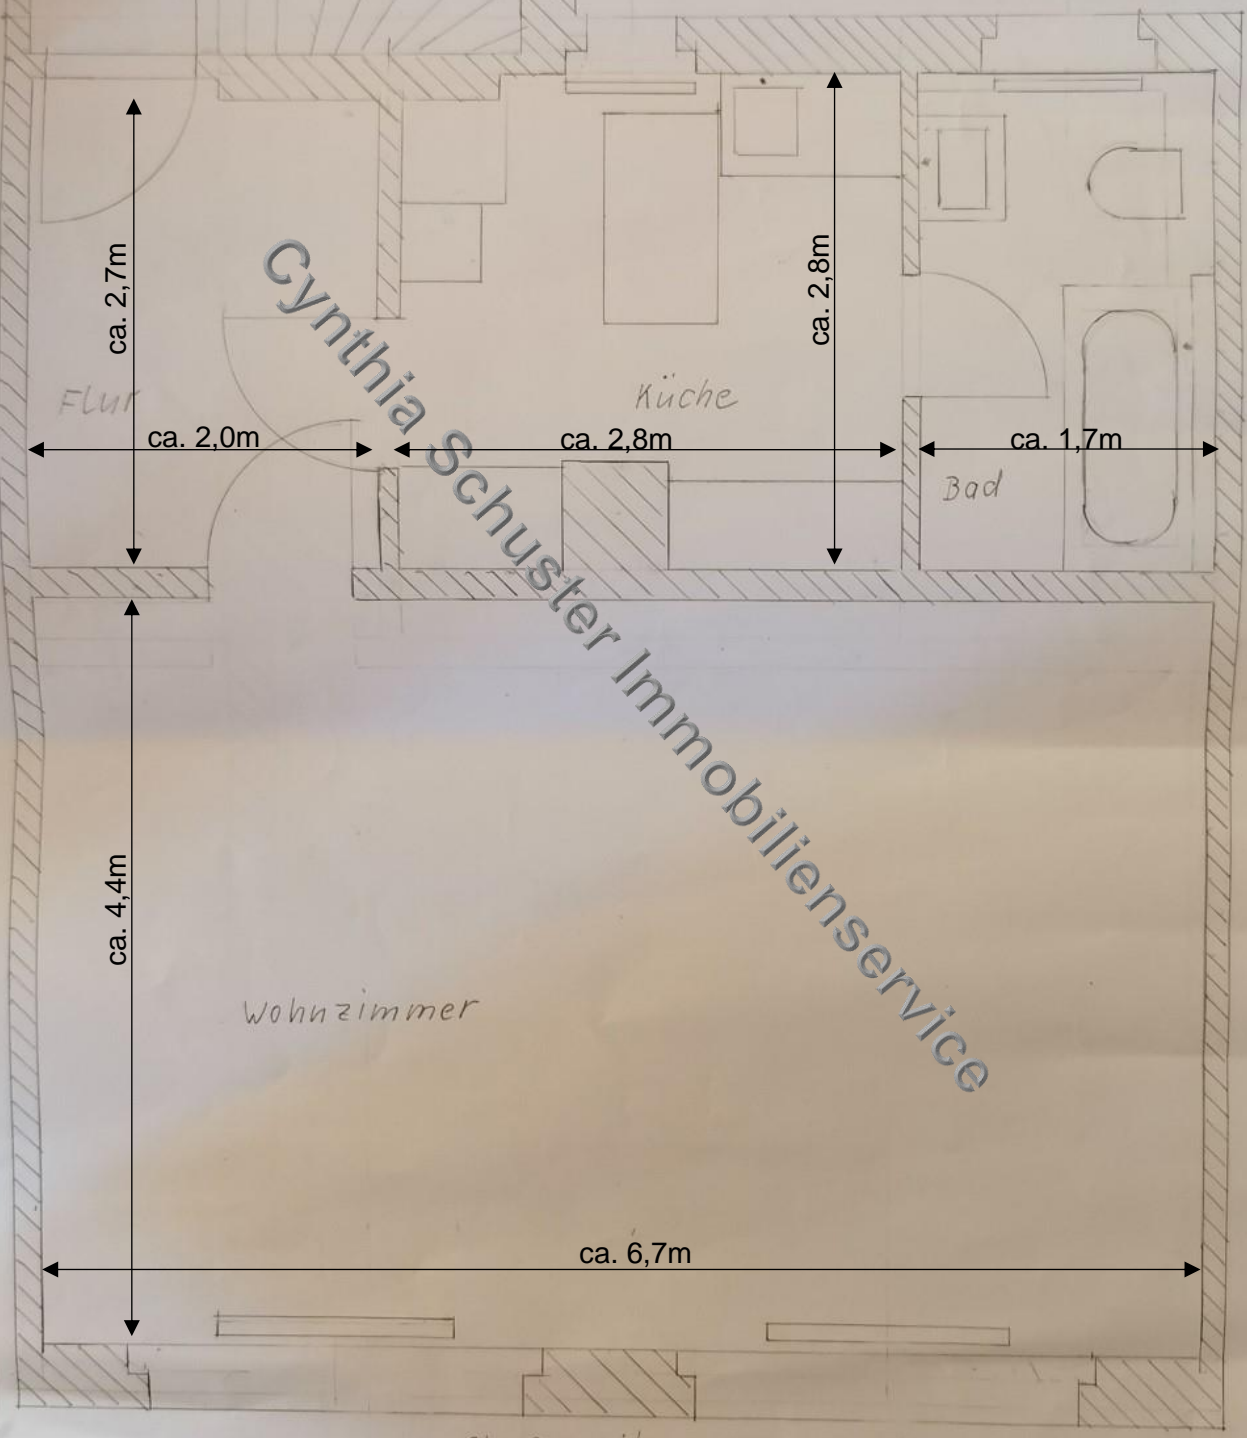 ca. 2,7m
ca. 2,8m
Flur
Küche
ca. 2,0m
ca. 2,8m
ca. 1,7m
Bad
Cynthia Schuster Immobilienservice
ca. 4,4m
Wohnzimmer
ca. 6,7m